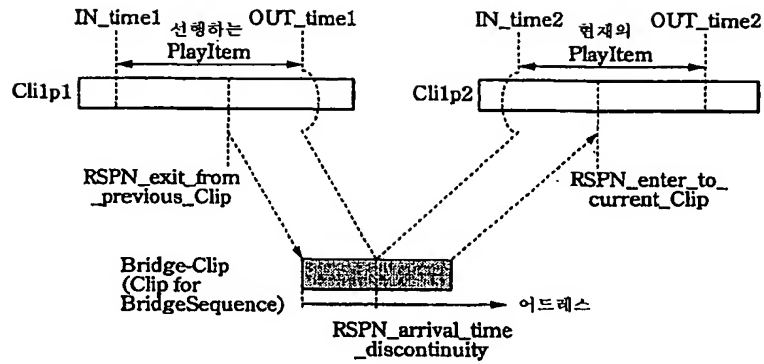 IN_time1 선행하는 OUT_time1
PlayItem
IN_time2 현재의 OUT_time2
PlayItem
Cli1p1
Cli1p2
RSPN_exit_from
_previous_Clip
RSPN_enter_to_
current_Clip
Bridge-Clip
(Clip for
BridgeSequence)
어드레스
RSPN_arrival_time
_discontinuity